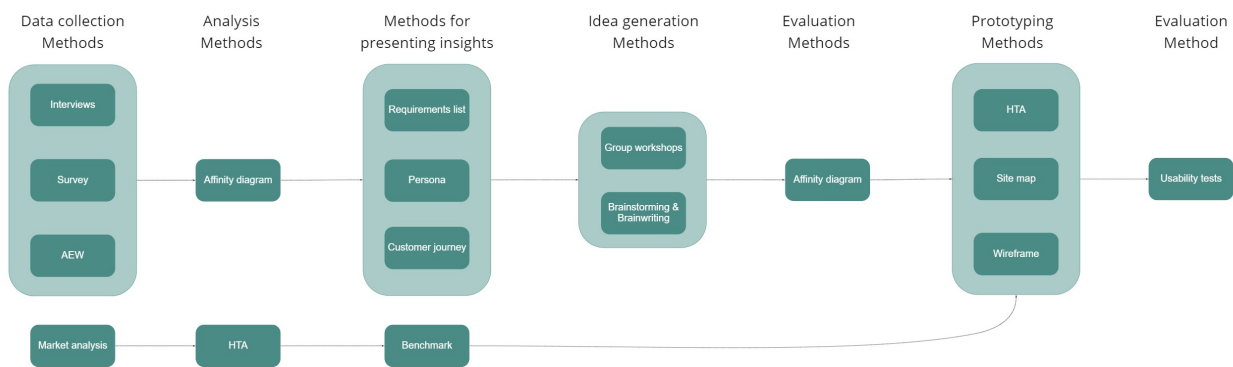 Data collection
Methods
Analysis
Methods
Methods for
presenting insights
Idea generation
Methods
Evaluation
Methods
Prototyping
Methods
Evaluation
Method
Interviews
Survey
AEW
Affinity diagram
Requirements list
Persona
Customer journey
Group workshops
Brainstorming &
Brainwriting
Affinity diagram
HTA
Site map
Wireframe
Usability tests
Market analysis
HTA
Benchmark